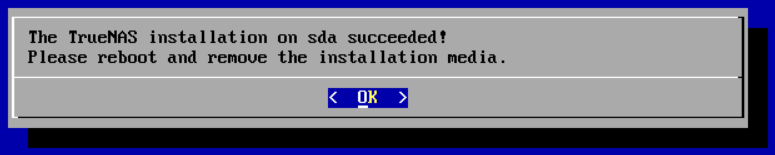 The TrueNAS installation on sda succeeded!
Please reboot and remove the installation media.
< OK >